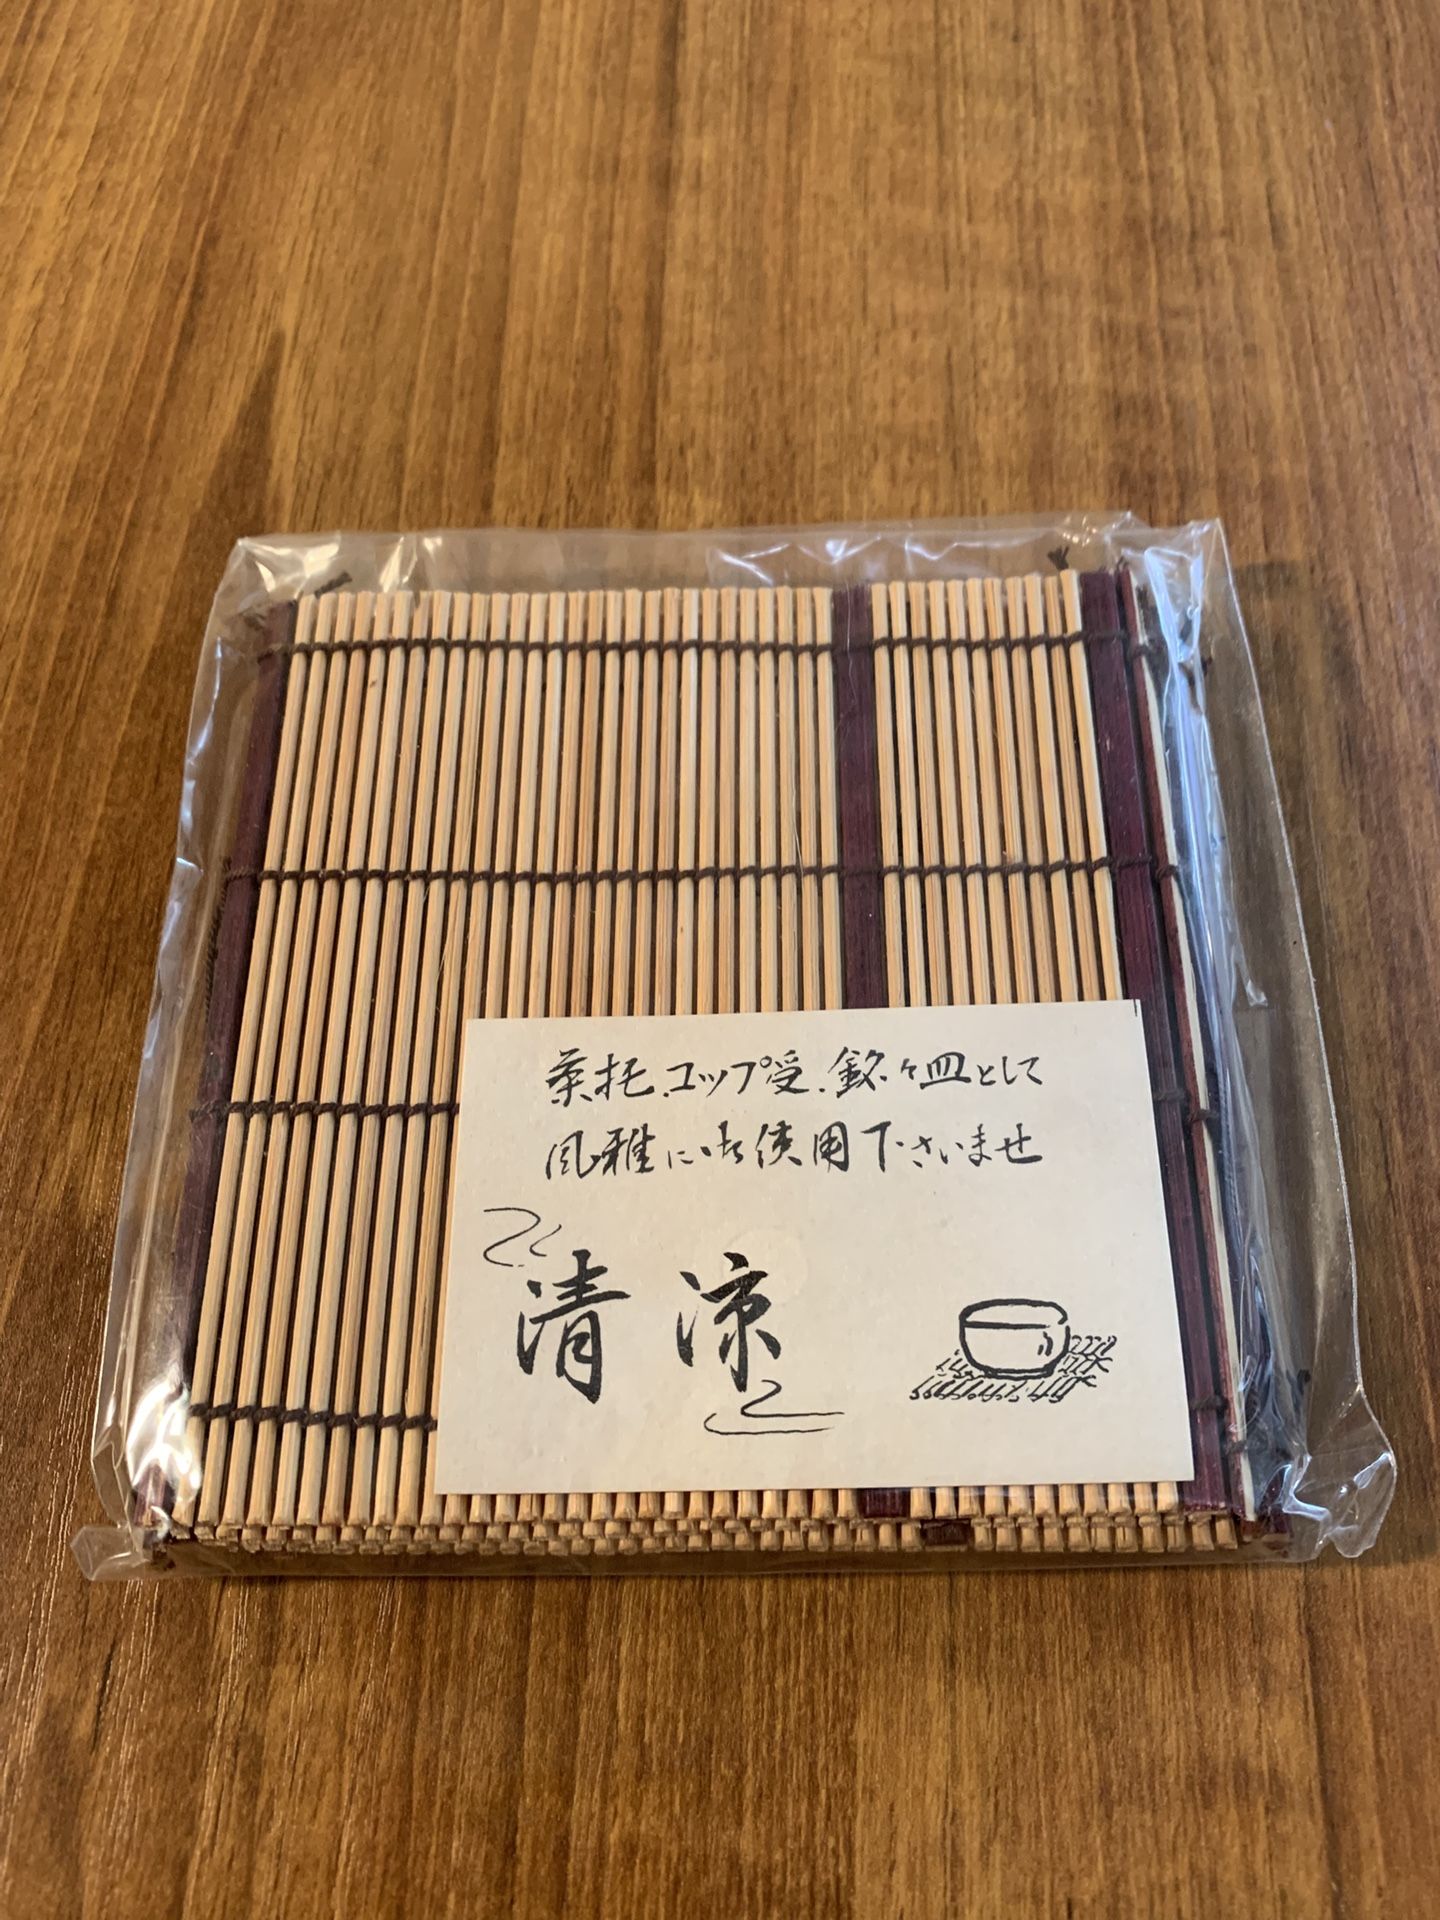 茶托.コップ受.銘々皿として
風雅にお使用下さいませ
清涼